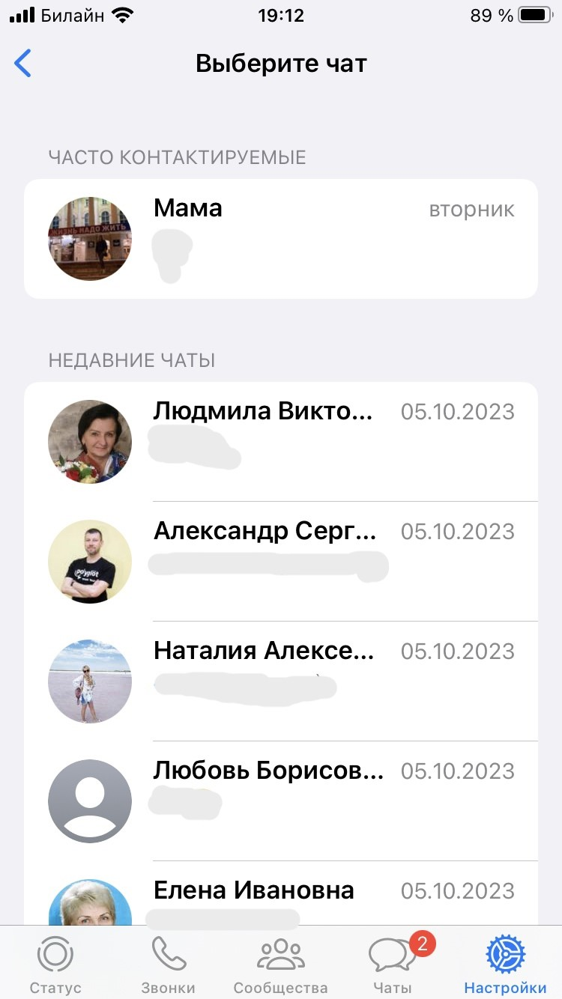 Билайн 19:12 89 %
Выберите чат
ЧАСТО КОНТАКТИРУЕМЫЕ
Мама вторник
ЖИЗНЬ НАДО ЖИТЬ
НЕДАВНИЕ ЧАТЫ
Людмила Викто... 05.10.2023
Александр Серг... 05.10.2023
polyglot
Наталия Алексе... 05.10.2023
Любовь Борисов... 05.10.2023
Елена Ивановна 05.10.2023
2
Статус Звонки Сообщества Чаты Настройки